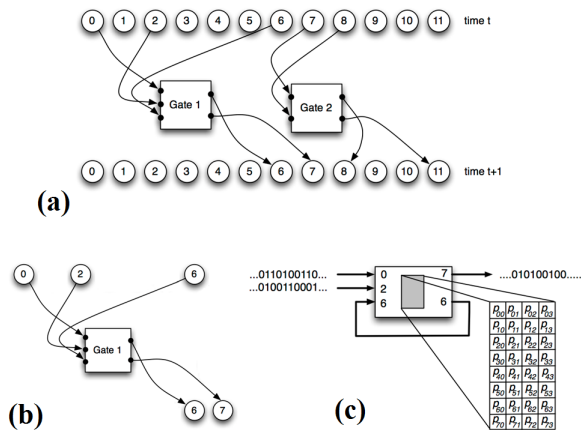 0 1 2 3 4 5 6 7 8 9 10 11 time t
Gate 1 Gate 2
0 1 2 3 4 5 6 7 8 9 10 11 time t+1
(a)
0 2 6
Gate 1
6 7
(b)
...0110100110... 0 7 ....010100100.....
...0100110001... 2
6 6
P00 P01 P02 P03
P10 P11 P12 P13
P20 P21 P22 P23
P30 P31 P32 P33
P40 P41 P42 P43
P50 P51 P52 P53
P60 P61 P62 P63
P70 P71 P72 P73
(c)